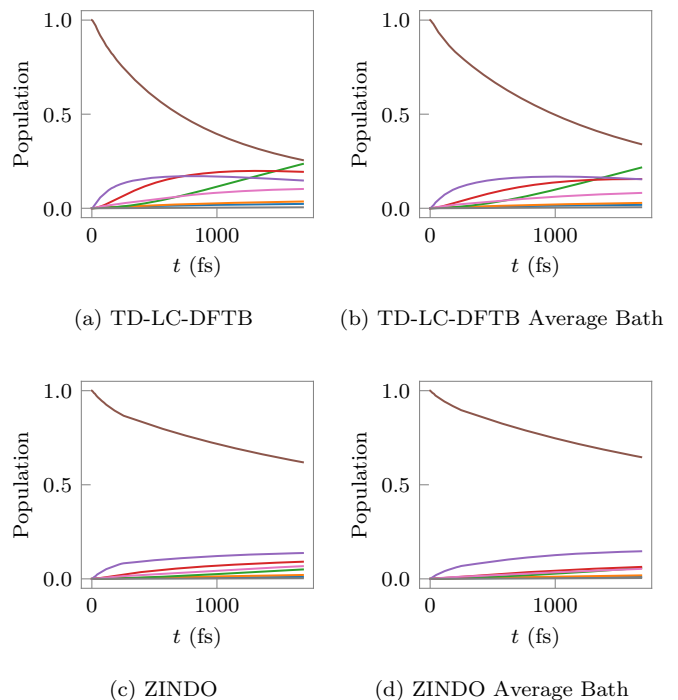 1.0
0.5
0.0
Population
0
1000
t (fs)
(a) TD-LC-DFTB
1.0
0.5
0.0
Population
0
1000
t (fs)
(b) TD-LC-DFTB Average Bath
1.0
0.5
0.0
Population
0
1000
t (fs)
(c) ZINDO
1.0
0.5
0.0
Population
0
1000
t (fs)
(d) ZINDO Average Bath